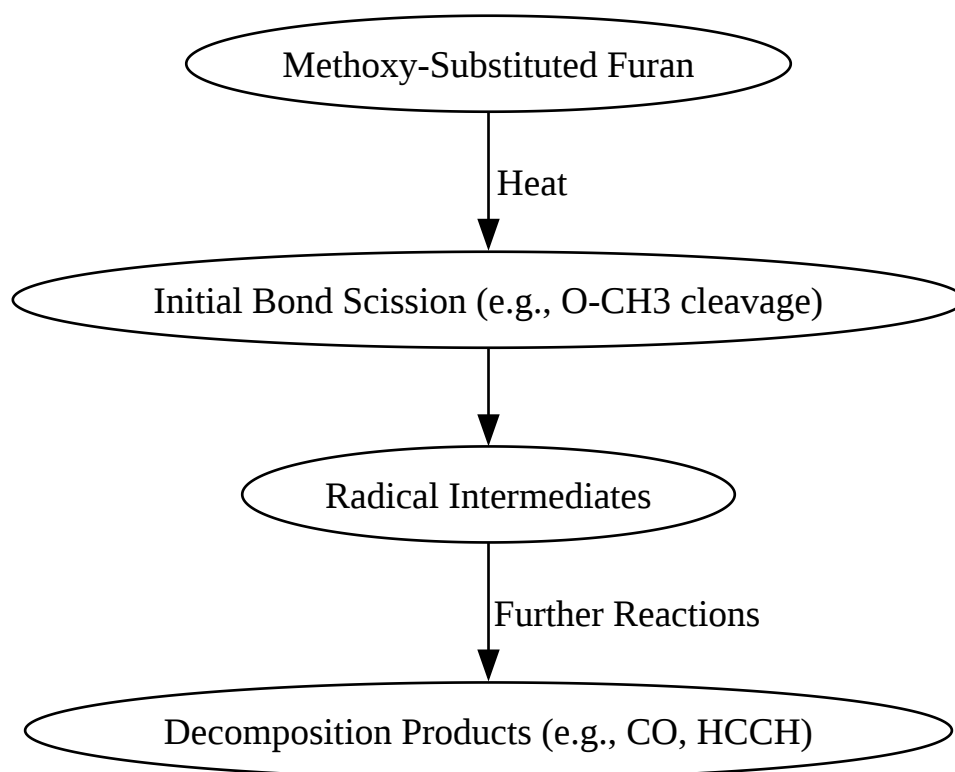 Methoxy-Substituted Furan
Heat
Initial Bond Scission (e.g., O-CH3 cleavage)
Radical Intermediates
Further Reactions
Decomposition Products (e.g., CO, HCCH)